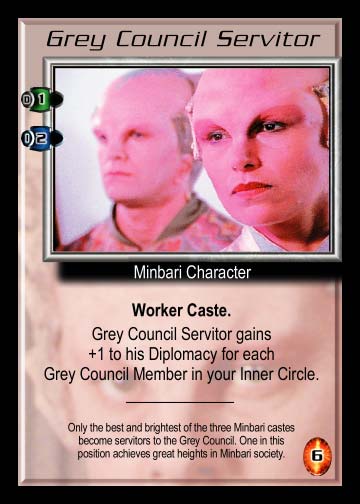 Grey Council Servitor
D 1
I 2
Minbari Character
Worker Caste.
Grey Council Servitor gains
+1 to his Diplomacy for each
Grey Council Member in your Inner Circle.
Only the best and brightest of the three Minbari castes
become servitors to the Grey Council. One in this
position achieves great heights in Minbari society.
6